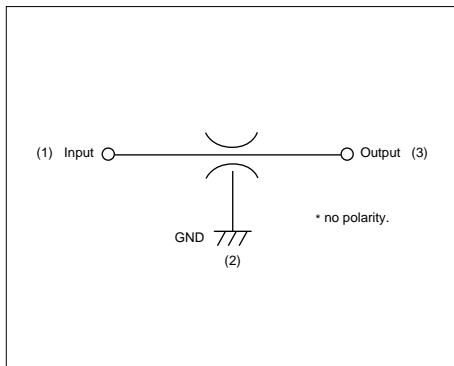 (1) Input Output (3)
* no polarity.
GND
(2)